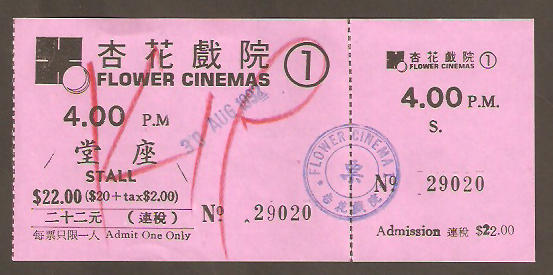 杏花戲院 ①
FLOWER CINEMAS
4.00 P.M
30 AUG 1992
堂座
STALL
$22.00 ($20+tax$2.00)
二十二元 (連稅)
Nº 29020
每票只限一人 Admit One Only
FLOWER CINEMA
票
杏花戲院
杏花戲院 ①
FLOWER CINEMAS
4.00 P.M.
S.
Nº 29020
Admission 連稅 $22.00